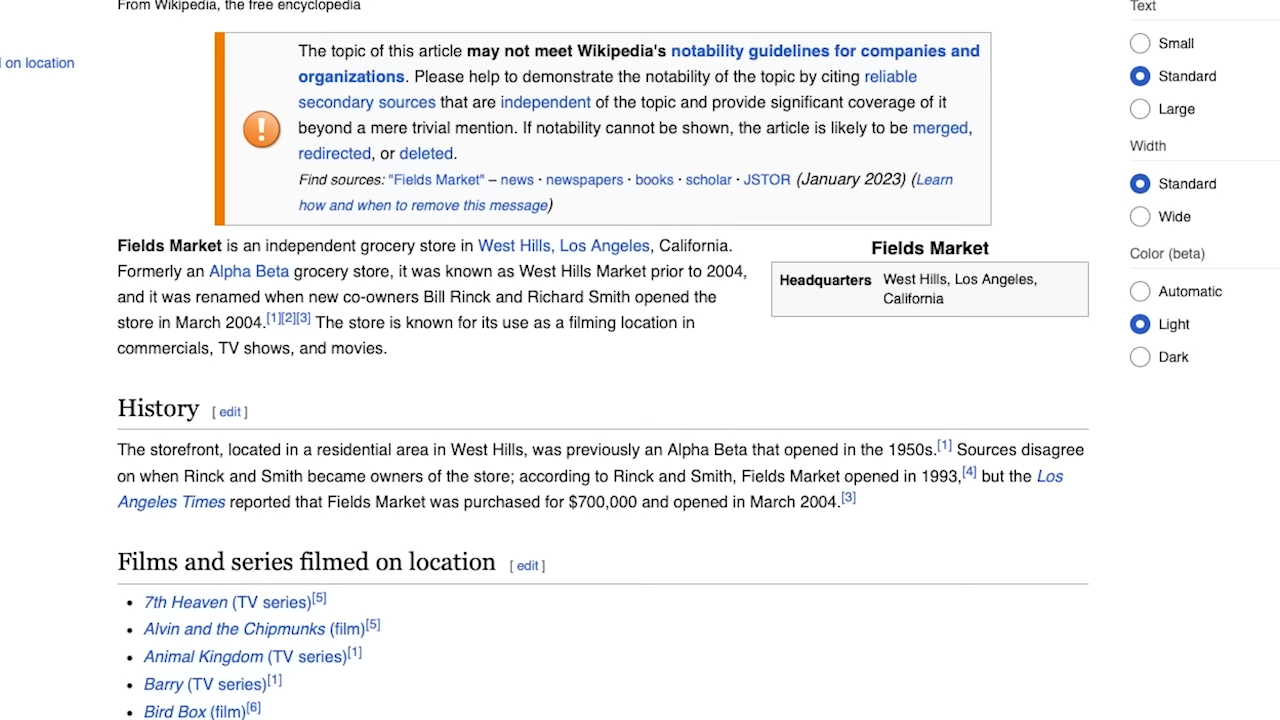 From Wikipedia, the free encyclopedia
on location
The topic of this article may not meet Wikipedia's notability guidelines for companies and
organizations. Please help to demonstrate the notability of the topic by citing reliable
secondary sources that are independent of the topic and provide significant coverage of it
beyond a mere trivial mention. If notability cannot be shown, the article is likely to be merged,
redirected, or deleted.
Find sources: "Fields Market" – news · newspapers · books · scholar · JSTOR (January 2023) (Learn
how and when to remove this message)
Fields Market is an independent grocery store in West Hills, Los Angeles, California.
Formerly an Alpha Beta grocery store, it was known as West Hills Market prior to 2004,
and it was renamed when new co-owners Bill Rinck and Richard Smith opened the
store in March 2004.[1][2][3] The store is known for its use as a filming location in
commercials, TV shows, and movies.
Fields Market
Headquarters West Hills, Los Angeles,
California
History [ edit ]
The storefront, located in a residential area in West Hills, was previously an Alpha Beta that opened in the 1950s.[1] Sources disagree
on when Rinck and Smith became owners of the store; according to Rinck and Smith, Fields Market opened in 1993,[4] but the Los
Angeles Times reported that Fields Market was purchased for $700,000 and opened in March 2004.[3]
Films and series filmed on location [ edit ]
• 7th Heaven (TV series)[5]
• Alvin and the Chipmunks (film)[5]
• Animal Kingdom (TV series)[1]
• Barry (TV series)[1]
• Bird Box (film)[6]
Text
Small
Standard
Large
Width
Standard
Wide
Color (beta)
Automatic
Light
Dark